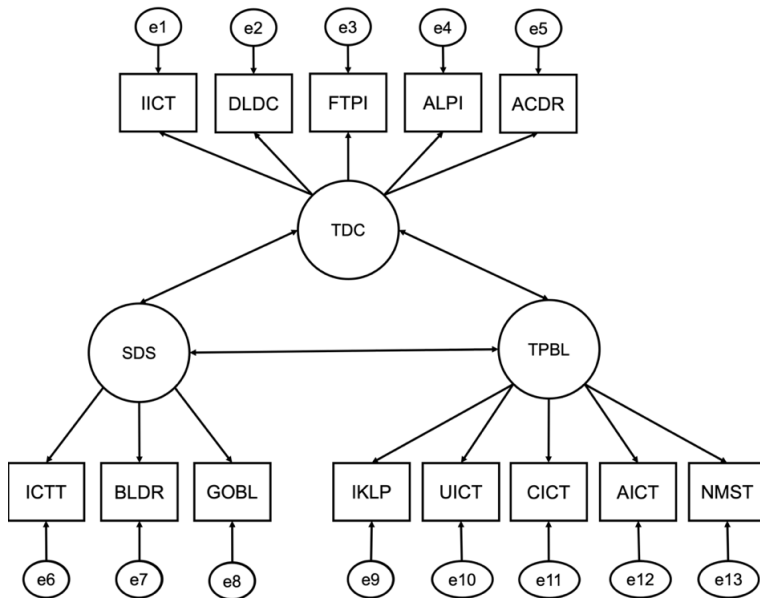 e1 e2 e3 e4 e5
IICT DLDC FTPI ALPI ACDR
TDC
SDS TPBL
ICTT BLDR GOBL IKLP UICT CICT AICT NMST
e6 e7 e8 e9 e10 e11 e12 e13